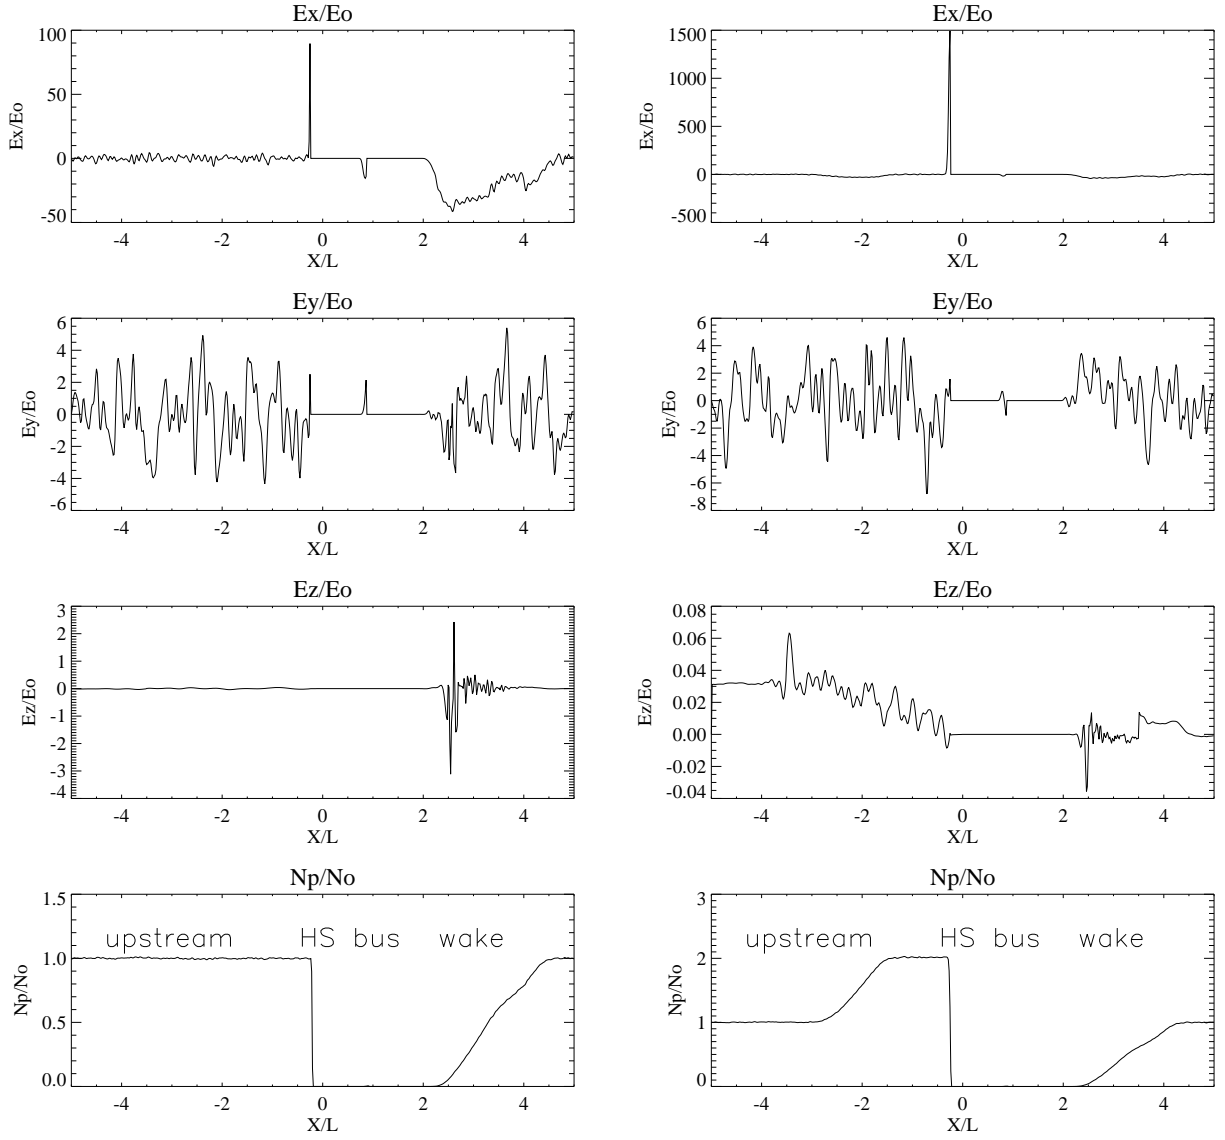 Ex/Eo
Ex/Eo
100
50
0
-50
-4 -2 0 2 4
X/L
Ex/Eo
Ex/Eo
1500
1000
500
0
-500
-4 -2 0 2 4
X/L
Ey/Eo
Ey/Eo
6
4
2
0
-2
-4
-6
-4 -2 0 2 4
X/L
Ey/Eo
Ey/Eo
6
4
2
0
-2
-4
-6
-8
-4 -2 0 2 4
X/L
Ez/Eo
Ez/Eo
3
2
1
0
-1
-2
-3
-4
-4 -2 0 2 4
X/L
Ez/Eo
Ez/Eo
0.08
0.06
0.04
0.02
0.00
-0.02
-0.04
-4 -2 0 2 4
X/L
Np/No
Np/No
1.5
upstream HS bus wake
1.0
0.5
0.0
-4 -2 0 2 4
X/L
Np/No
Np/No
3
upstream HS bus wake
2
1
0
-4 -2 0 2 4
X/L